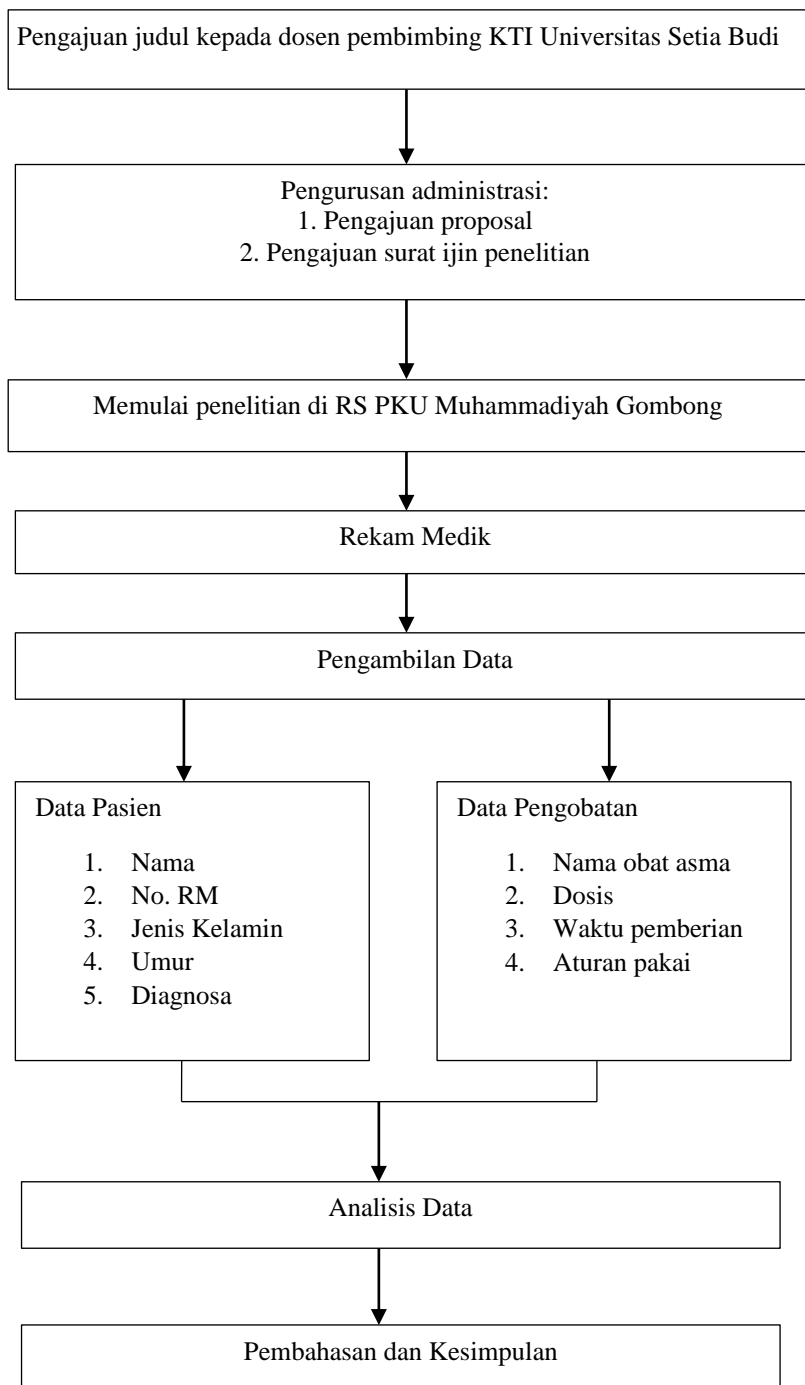 Pengajuan judul kepada dosen pembimbing KTI Universitas Setia Budi
Pengurusan administrasi:
1. Pengajuan proposal
2. Pengajuan surat ijin penelitian
Memulai penelitian di RS PKU Muhammadiyah Gombong
Rekam Medik
Pengambilan Data
Data Pasien
1. Nama
2. No. RM
3. Jenis Kelamin
4. Umur
5. Diagnosa
Data Pengobatan
1. Nama obat asma
2. Dosis
3. Waktu pemberian
4. Aturan pakai
Analisis Data
Pembahasan dan Kesimpulan